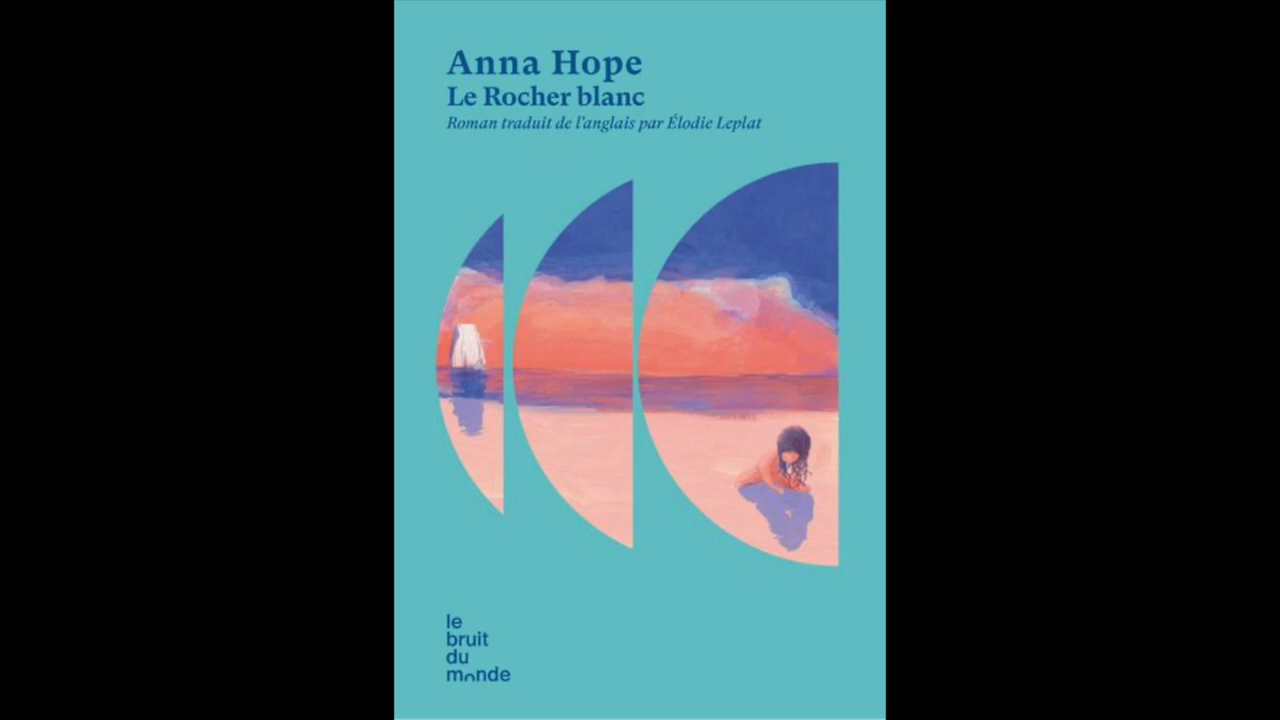 Anna Hope
Le Rocher blanc
Roman traduit de l'anglais par Élodie Leplat
le
bruit
du
monde